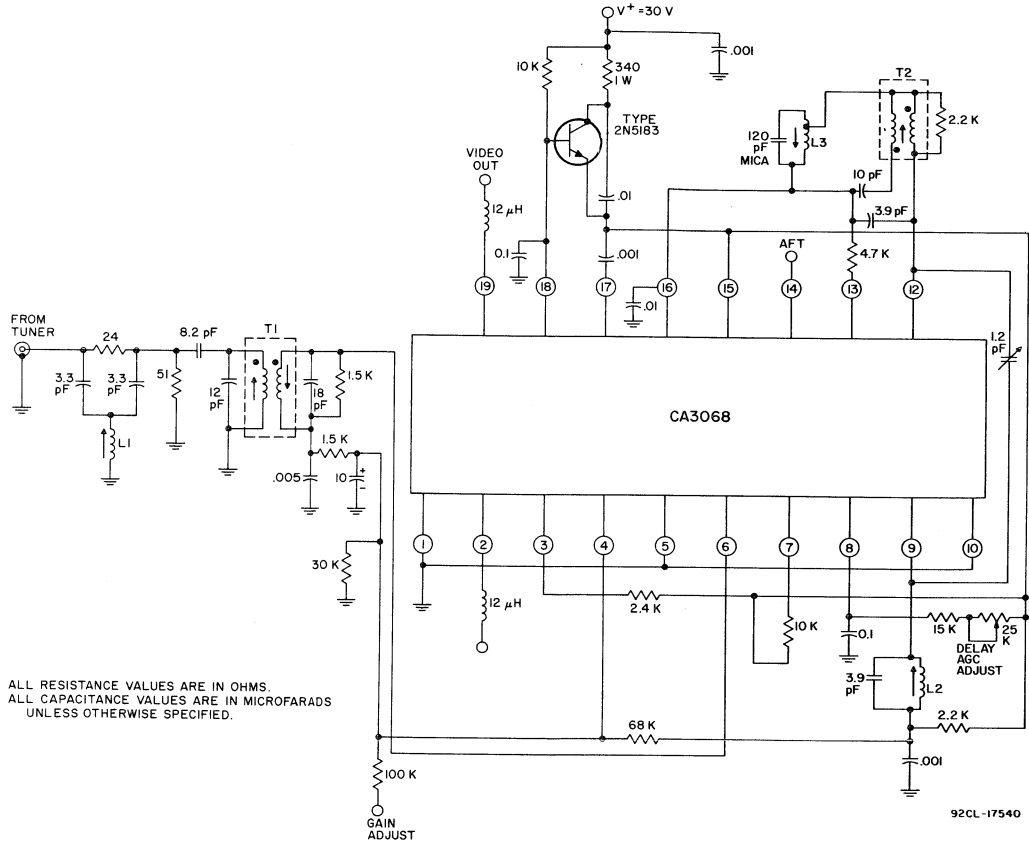 V+ = 30 V
.001
10 K
340
1 W
T2
TYPE
2N5183
2.2 K
120
pF
MICA
L3
VIDEO
OUT
10 pF
.01
12 μH
3.9 pF
AFT
0.1
.001
4.7 K
19
18
17
16
15
14
13
12
.01
FROM
TUNER
24
8.2 pF
T1
1.2
pF
3.3
pF
3.3
pF
51
12
pF
18
pF
1.5 K
CA3068
L1
1.5 K
.005
10
+
-
1
2
3
4
5
6
7
8
9
10
30 K
12 μH
2.4 K
10 K
0.1
15 K
25
K
DELAY
AGC
ADJUST
3.9
pF
L2
ALL RESISTANCE VALUES ARE IN OHMS.
ALL CAPACITANCE VALUES ARE IN MICROFARADS
UNLESS OTHERWISE SPECIFIED.
68 K
2.2 K
.001
100 K
GAIN
ADJUST
92CL-17540